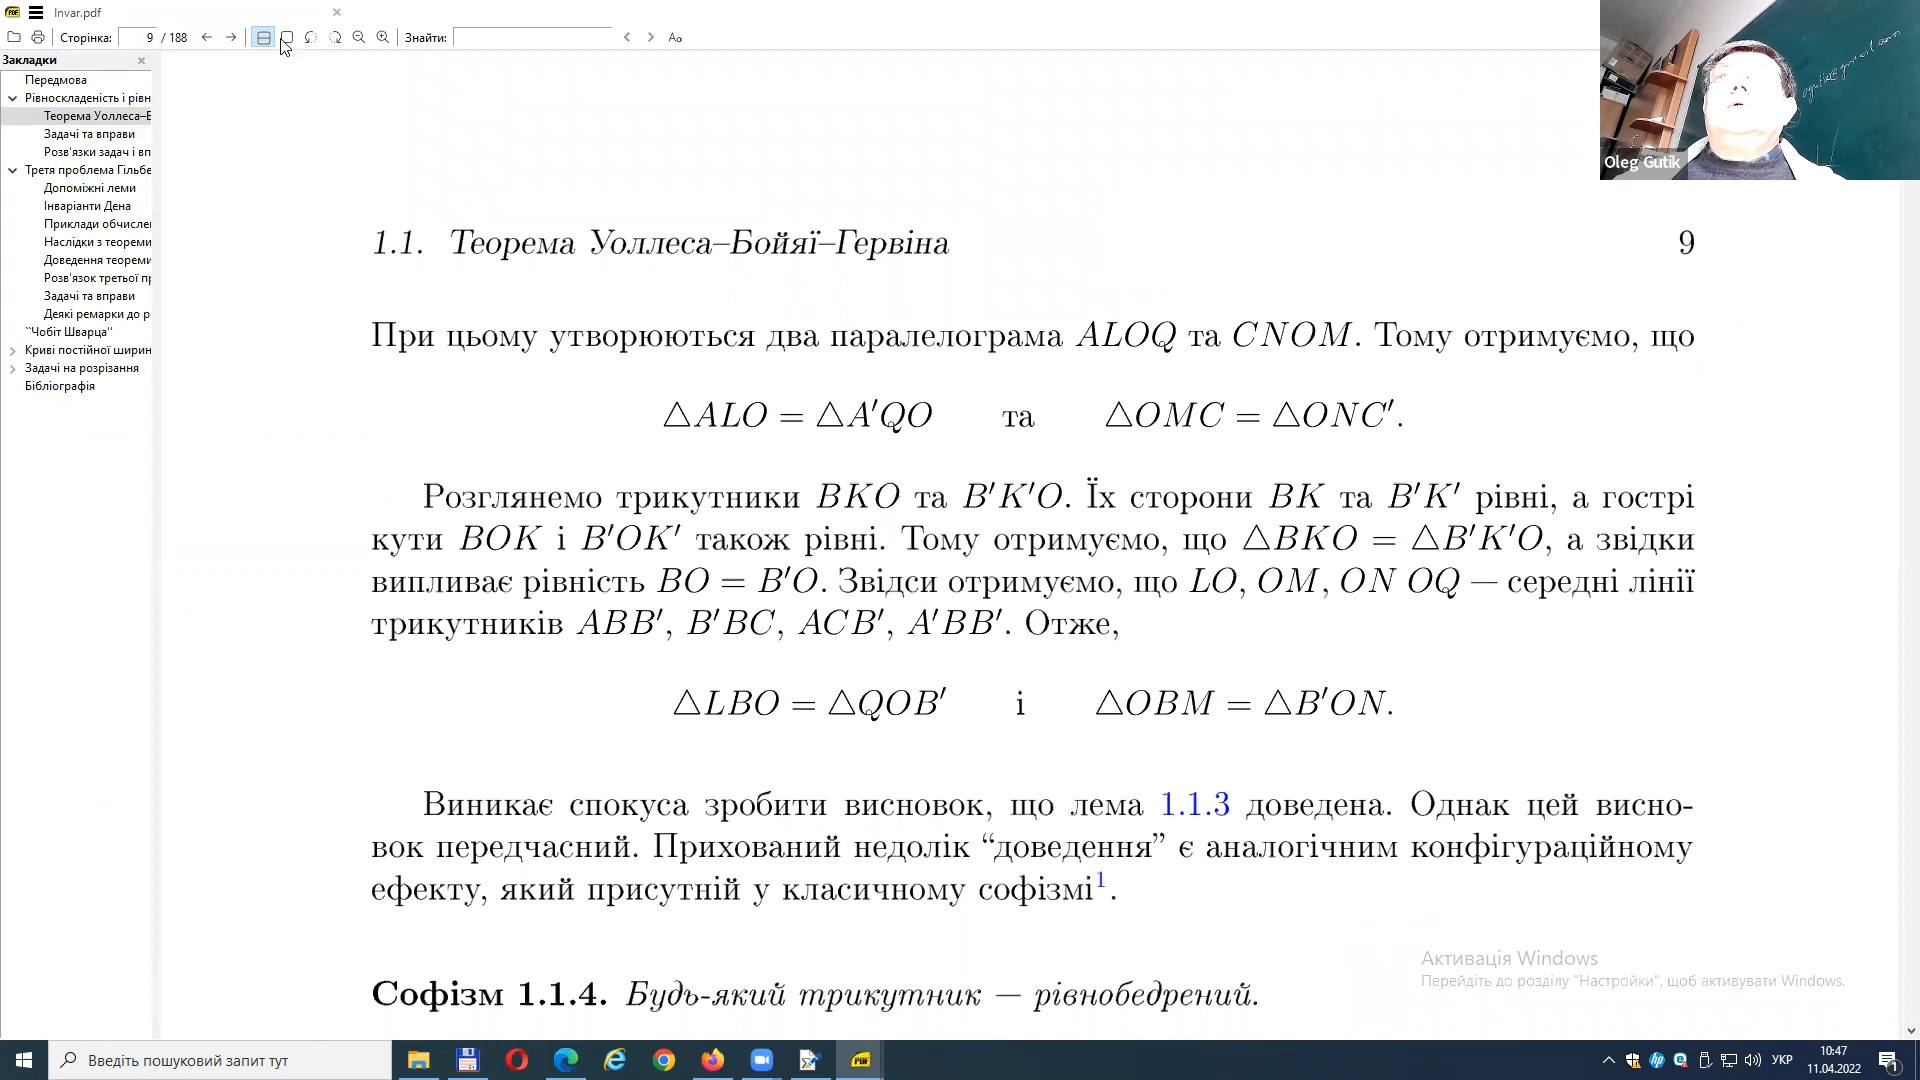 Invar.pdf
Сторінка: 9 / 188 Знайти:
Закладки
Передмова
Рівноскладеність і рівн
Теорема Уоллеса–Б
Задачі та вправи
Розв'язки задач і вп
Третя проблема Гільбе
Допоміжні леми
Інваріанти Дена
Приклади обчислен
Наслідки з теореми
Доведення теореми
Розв'язок третьої пр
Задачі та вправи
Деякі ремарки до р
``Чобіт Шварца''
Криві постійної ширин
Задачі на розрізання
Бібліографія
Oleg Gutik
1.1. Теорема Уоллеса–Бойяї–Гервіна 9
При цьому утворюються два паралелограма ALOQ та CNOM. Тому отримуємо, що
△ALO = △A′QO та △OMC = △ONC′.
Розглянемо трикутники BKO та B′K′O. Їх сторони BK та B′K′ рівні, а гострі
кути BOK і B′OK′ також рівні. Тому отримуємо, що △BKO = △B′K′O, а звідки
випливає рівність BO = B′O. Звідси отримуємо, що LO, OM, ON OQ — середні лінії
трикутників ABB′, B′BC, ACB′, A′BB′. Отже,
△LBO = △QOB′ і △OBM = △B′ON.
Виникає спокуса зробити висновок, що лема 1.1.3 доведена. Однак цей висно-
вок передчасний. Прихований недолік “доведення” є аналогічним конфігураційному
ефекту, який присутній у класичному софізмі¹.
Софізм 1.1.4. Будь-який трикутник — рівнобедрений.
Активація Windows
Перейдіть до розділу "Настройки", щоб активувати Windows.
Введіть пошуковий запит тут
УКР
10:47
11.04.2022